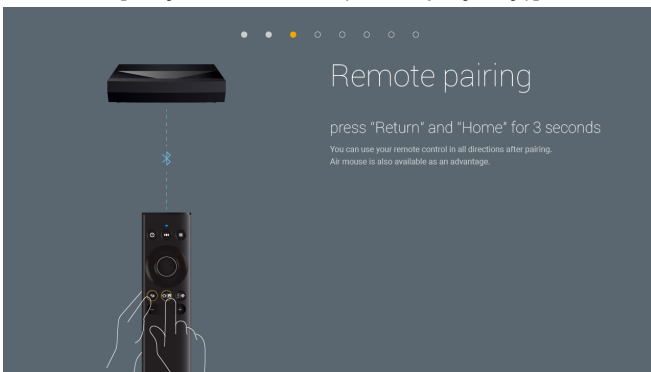 Remote pairing
press "Return" and "Home" for 3 seconds
You can use your remote control in all directions after pairing.
Air mouse is also available as an advantage.